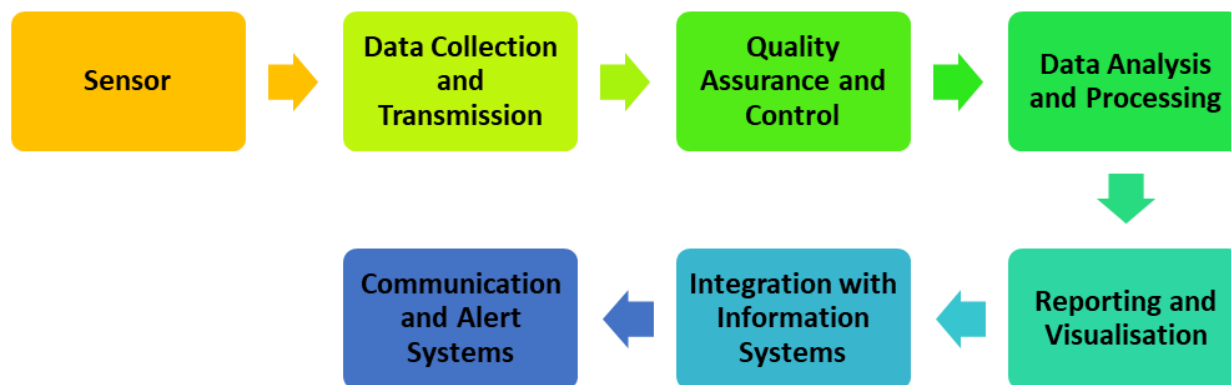 Sensor
Data Collection
and
Transmission
Quality
Assurance and
Control
Data Analysis
and Processing
Reporting and
Visualisation
Integration with
Information
Systems
Communication
and Alert
Systems